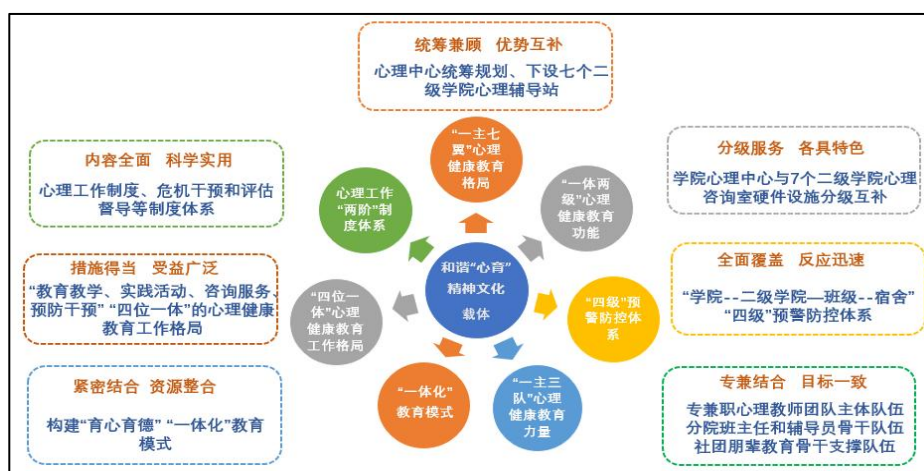 统筹兼顾 优势互补
心理中心统筹规划、下设七个二
级学院心理辅导站
内容全面 科学实用
心理工作制度、危机干预和评估
督导等制度体系
措施得当 受益广泛
“教育教学、实践活动、咨询服务、
预防干预” “四位一体”的心理健康
教育工作格局
紧密结合 资源整合
构建“育心育德” “一体化”教育
模式
“一主七
翼”心理
健康教育
格局
心理工作
“两阶”制
度体系
“一体两
级”心理
健康教育
功能
和谐“心育”
精神文化
载体
“四位一
体”心理
健康教育
工作格局
“四级”预
警防控体
系
“一体化”
教育模式
“一主三
队”心理
健康教育
力量
分级服务 各具特色
学院心理中心与7个二级学院心理
咨询室硬件设施分级互补
全面覆盖 反应迅速
“学院--二级学院—班级--宿舍”
“四级”预警防控体系
专兼结合 目标一致
专兼职心理教师团队主体队伍
分院班主任和辅导员骨干队伍
社团朋辈教育骨干支撑队伍